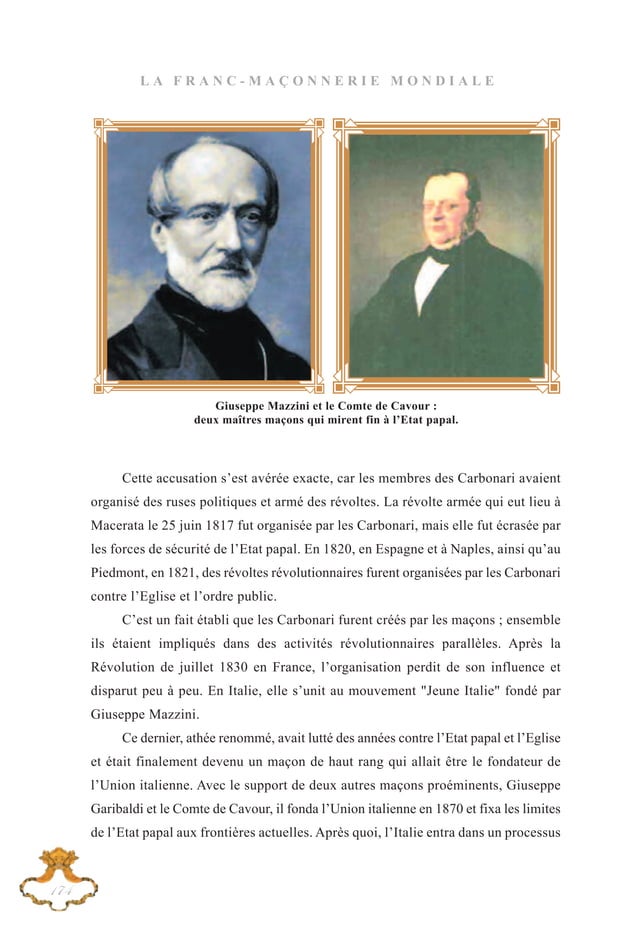 LA FRANC-MAÇONNERIE MONDIALE
Giuseppe Mazzini et le Comte de Cavour :
deux maîtres maçons qui mirent fin à l’Etat papal.
Cette accusation s’est avérée exacte, car les membres des Carbonari avaient
organisé des ruses politiques et armé des révoltes. La révolte armée qui eut lieu à
Macerata le 25 juin 1817 fut organisée par les Carbonari, mais elle fut écrasée par
les forces de sécurité de l’Etat papal. En 1820, en Espagne et à Naples, ainsi qu’au
Piedmont, en 1821, des révoltes révolutionnaires furent organisées par les Carbonari
contre l’Eglise et l’ordre public.
C’est un fait établi que les Carbonari furent créés par les maçons ; ensemble
ils étaient impliqués dans des activités révolutionnaires parallèles. Après la
Révolution de juillet 1830 en France, l’organisation perdit de son influence et
disparut peu à peu. En Italie, elle s’unit au mouvement "Jeune Italie" fondé par
Giuseppe Mazzini.
Ce dernier, athée renommé, avait lutté des années contre l’Etat papal et l’Eglise
et était finalement devenu un maçon de haut rang qui allait être le fondateur de
l’Union italienne. Avec le support de deux autres maçons proéminents, Giuseppe
Garibaldi et le Comte de Cavour, il fonda l’Union italienne en 1870 et fixa les limites
de l’Etat papal aux frontières actuelles. Après quoi, l’Italie entra dans un processus
174